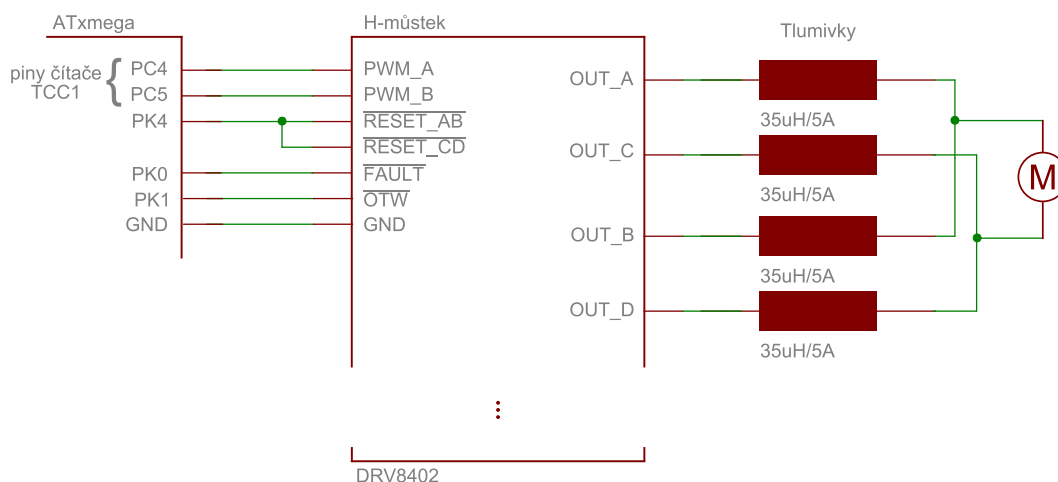 ATxmega
H-můstek
Tlumivky
piny čítače
TCC1
{
PC4
PC5
PK4
PK0
PK1
GND
PWM_A
PWM_B
RESET_AB
RESET_CD
FAULT
OTW
GND
OUT_A
OUT_C
OUT_B
OUT_D
35uH/5A
35uH/5A
35uH/5A
35uH/5A
M
DRV8402